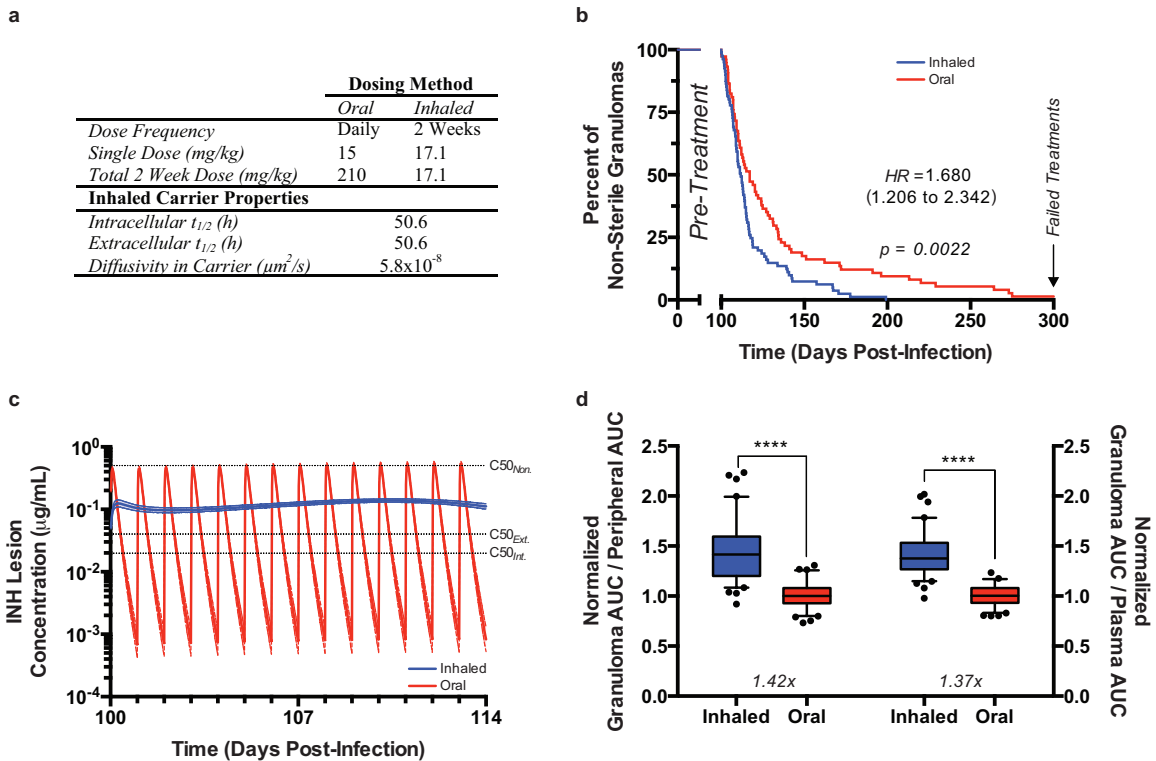 a
Dosing Method
Oral Inhaled
Dose Frequency Daily 2 Weeks
Single Dose (mg/kg) 15 17.1
Total 2 Week Dose (mg/kg) 210 17.1
Inhaled Carrier Properties
Intracellular t1/2 (h) 50.6
Extracellular t1/2 (h) 50.6
Diffusivity in Carrier (μm²/s) 5.8x10⁻⁸
b
Percent of
Non-Sterile Granulomas
100
75
50
25
0
Pre-Treatment
Inhaled
Oral
HR =1.680
(1.206 to 2.342)
p = 0.0022
Failed Treatments
0 100 150 200 250 300
Time (Days Post-Infection)
c
INH Lesion
Concentration (μg/mL)
10⁰
10⁻¹
10⁻²
10⁻³
10⁻⁴
C50Non.
C50Ext.
C50Int.
Inhaled
Oral
100 107 114
Time (Days Post-Infection)
d
Normalized
Granuloma AUC / Peripheral AUC
2.5
2.0
1.5
1.0
0.5
0.0
**** ****
1.42x 1.37x
Inhaled Oral Inhaled Oral
2.5
2.0
1.5
1.0
0.5
0.0
Normalized
Granuloma AUC / Plasma AUC